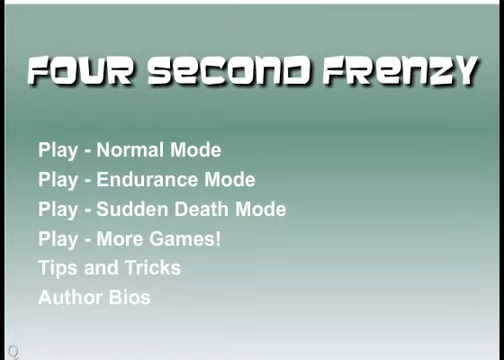 Four Second Frenzy
Play - Normal Mode
Play - Endurance Mode
Play - Sudden Death Mode
Play - More Games!
Tips and Tricks
Author Bios
Q